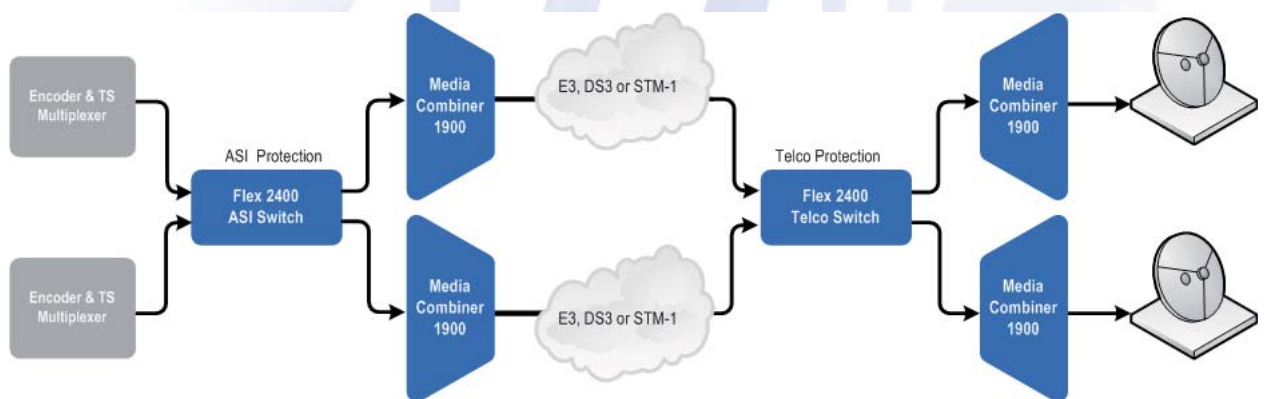 Encoder & TS
Multiplexer
Encoder & TS
Multiplexer
ASI Protection
Flex 2400
ASI Switch
Media
Combiner
1900
Media
Combiner
1900
E3, DS3 or STM-1
E3, DS3 or STM-1
Telco Protection
Flex 2400
Telco Switch
Media
Combiner
1900
Media
Combiner
1900